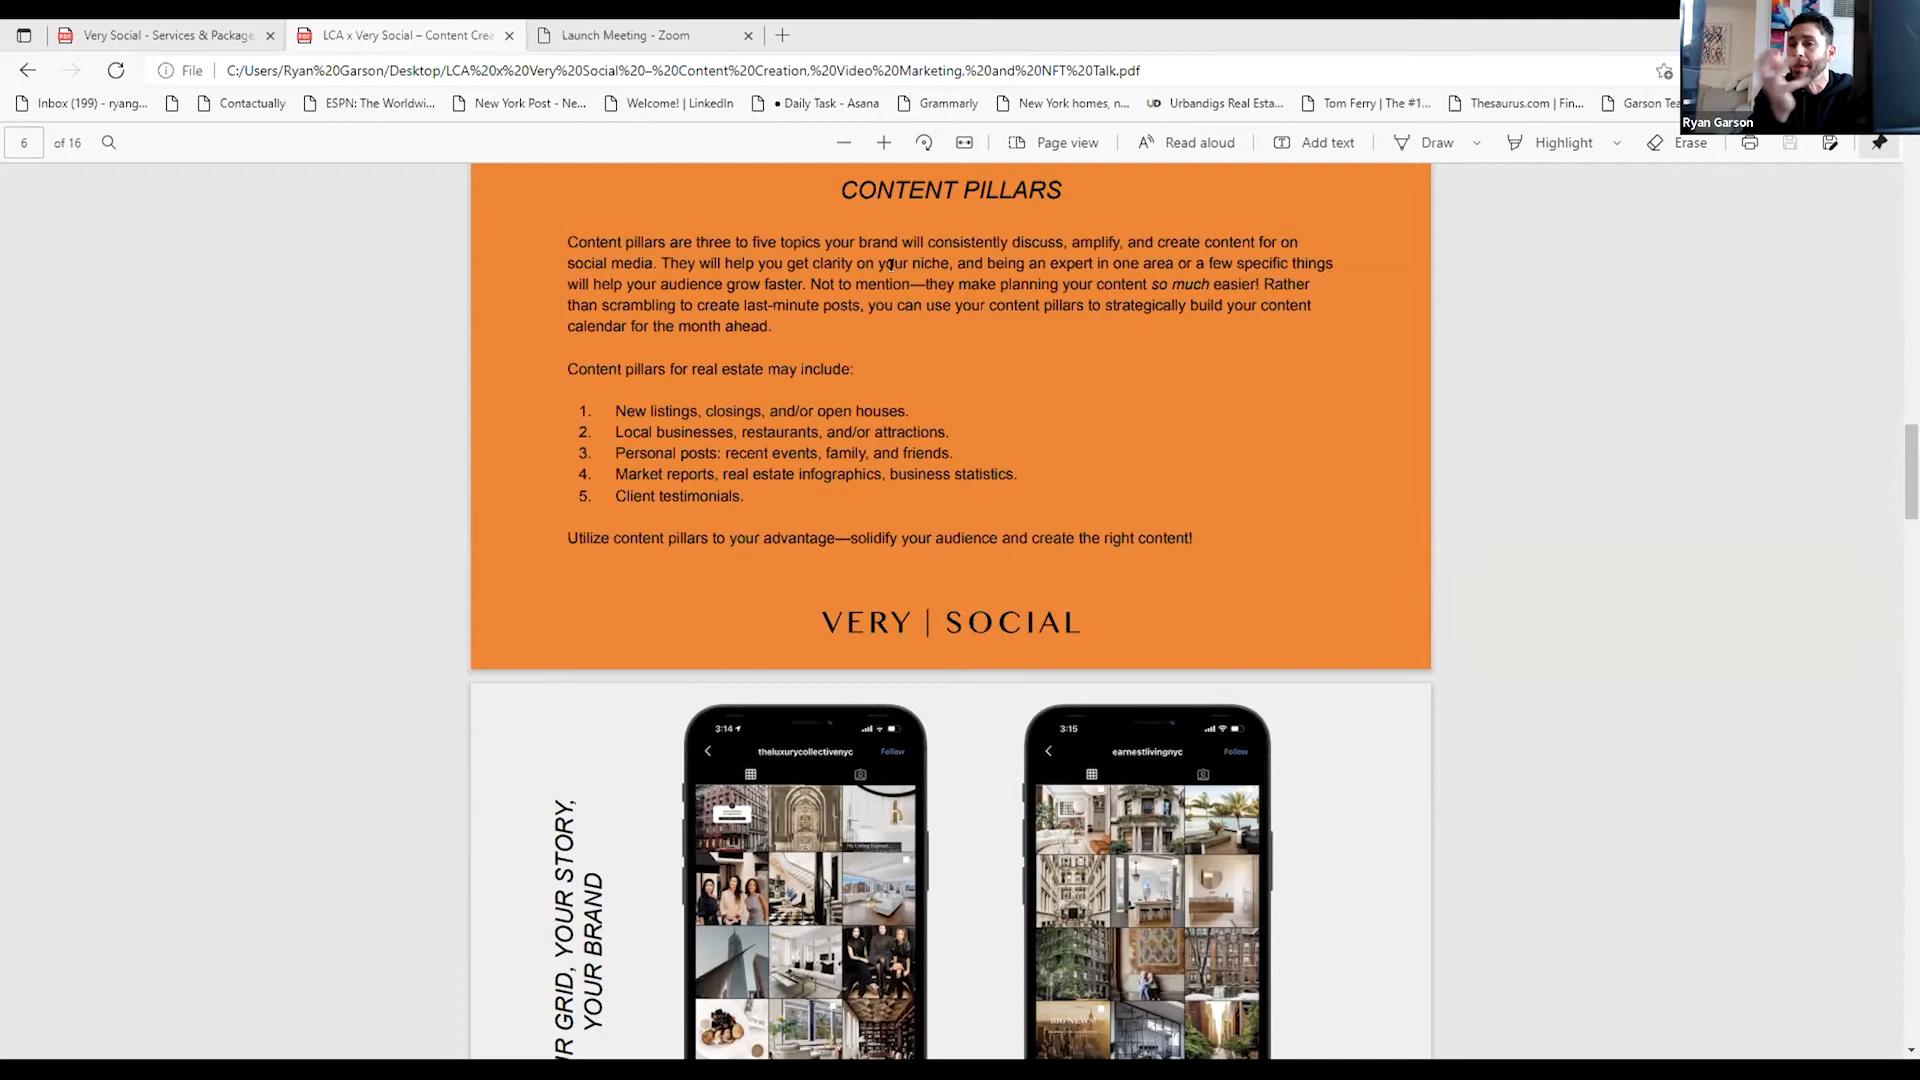 Very Social - Services & Package
LCA x Very Social – Content Crea
Launch Meeting - Zoom
File
C:/Users/Ryan%20Garson/Desktop/LCA%20x%20Very%20Social%20–%20Content%20Creation,%20Video%20Marketing,%20and%20NFT%20Talk.pdf
Inbox (199) - ryang...
Contactually
ESPN: The Worldwi...
New York Post - Ne...
Welcome! | LinkedIn
• Daily Task - Asana
Grammarly
New York homes, n...
UD
Urbandigs Real Esta...
Tom Ferry | The #1...
Thesaurus.com | Fin...
Garson Tea
Ryan Garson
6 of 16
Page view
Read aloud
Add text
Draw
Highlight
Erase
CONTENT PILLARS
Content pillars are three to five topics your brand will consistently discuss, amplify, and create content for on
social media. They will help you get clarity on your niche, and being an expert in one area or a few specific things
will help your audience grow faster. Not to mention—they make planning your content so much easier! Rather
than scrambling to create last-minute posts, you can use your content pillars to strategically build your content
calendar for the month ahead.
Content pillars for real estate may include:
1. New listings, closings, and/or open houses.
2. Local businesses, restaurants, and/or attractions.
3. Personal posts: recent events, family, and friends.
4. Market reports, real estate infographics, business statistics.
5. Client testimonials.
Utilize content pillars to your advantage—solidify your audience and create the right content!
VERY | SOCIAL
R GRID, YOUR STORY,
YOUR BRAND
3:14
theluxurycollectivenyc
Follow
3:15
earnestlivingnyc
Follow
BIG NEWS!